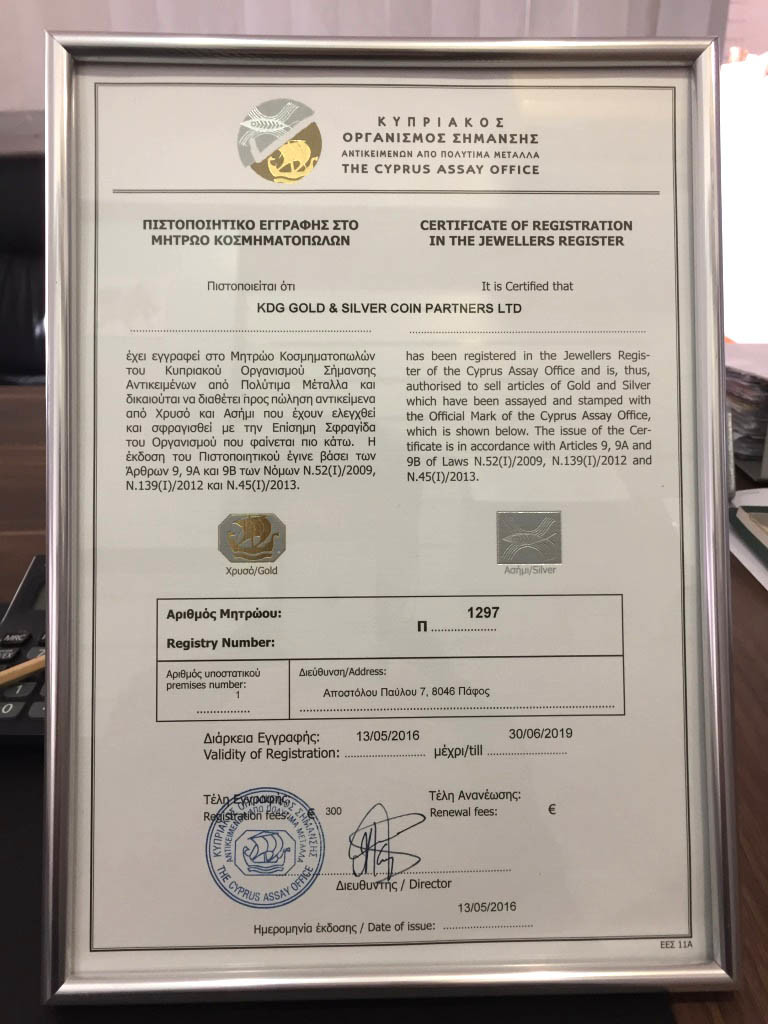 ΚΥΠΡΙΑΚΟΣ
ΟΡΓΑΝΙΣΜΟΣ ΣΗΜΑΝΣΗΣ
ΑΝΤΙΚΕΙΜΕΝΩΝ ΑΠΟ ΠΟΛΥΤΙΜΑ ΜΕΤΑΛΛΑ
THE CYPRUS ASSAY OFFICE
ΠΙΣΤΟΠΟΙΗΤΙΚΟ ΕΓΓΡΑΦΗΣ ΣΤΟ
ΜΗΤΡΩΟ ΚΟΣΜΗΜΑΤΟΠΩΛΩΝ
CERTIFICATE OF REGISTRATION
IN THE JEWELLERS REGISTER
Πιστοποιείται ότι
It is Certified that
KDG GOLD & SILVER COIN PARTNERS LTD
έχει εγγραφεί στο Μητρώο Κοσμηματοπωλών
του Κυπριακού Οργανισμού Σήμανσης
Αντικειμένων από Πολύτιμα Μέταλλα και
δικαιούται να διαθέτει προς πώληση αντικείμενα
από Χρυσό και Ασήμι που έχουν ελεγχθεί
και σφραγισθεί με την Επίσημη Σφραγίδα
του Οργανισμού που φαίνεται πιο κάτω. Η
έκδοση του Πιστοποιητικού έγινε βάσει των
Άρθρων 9, 9Α και 9Β των Νόμων Ν.52(Ι)/2009,
Ν.139(Ι)/2012 και Ν.45(Ι)/2013.
has been registered in the Jewellers Regis-
ter of the Cyprus Assay Office and is, thus,
authorised to sell articles of Gold and Silver
which have been assayed and stamped with
the Official Mark of the Cyprus Assay Office,
which is shown below. The issue of the Cer-
tificate is in accordance with Articles 9, 9A and
9B of Laws N.52(I)/2009, N.139(I)/2012 and
N.45(I)/2013.
Χρυσό/Gold
Ασήμι/Silver
Αριθμός Μητρώου:
Registry Number:
Π 1297
Αριθμός υποστατικού
premises number:
1
Διεύθυνση/Address:
Αποστόλου Παύλου 7, 8046 Πάφος
Διάρκεια Εγγραφής:
Validity of Registration: 13/05/2016 μέχρι/till 30/06/2019
Τέλη Εγγραφής:
Registration fees: € 300
Τέλη Ανανέωσης:
Renewal fees: €
ΚΥΠΡΙΑΚΟΣ ΟΡΓΑΝΙΣΜΟΣ ΣΗΜΑΝΣΗΣ
ΑΝΤΙΚΕΙΜΕΝΩΝ ΑΠΟ ΠΟΛΥΤΙΜΑ ΜΕΤΑΛΛΑ
THE CYPRUS ASSAY OFFICE
Διευθυντής / Director
Ημερομηνία έκδοσης / Date of issue: 13/05/2016
ΕΕΣ 11Α
MRC
1
0